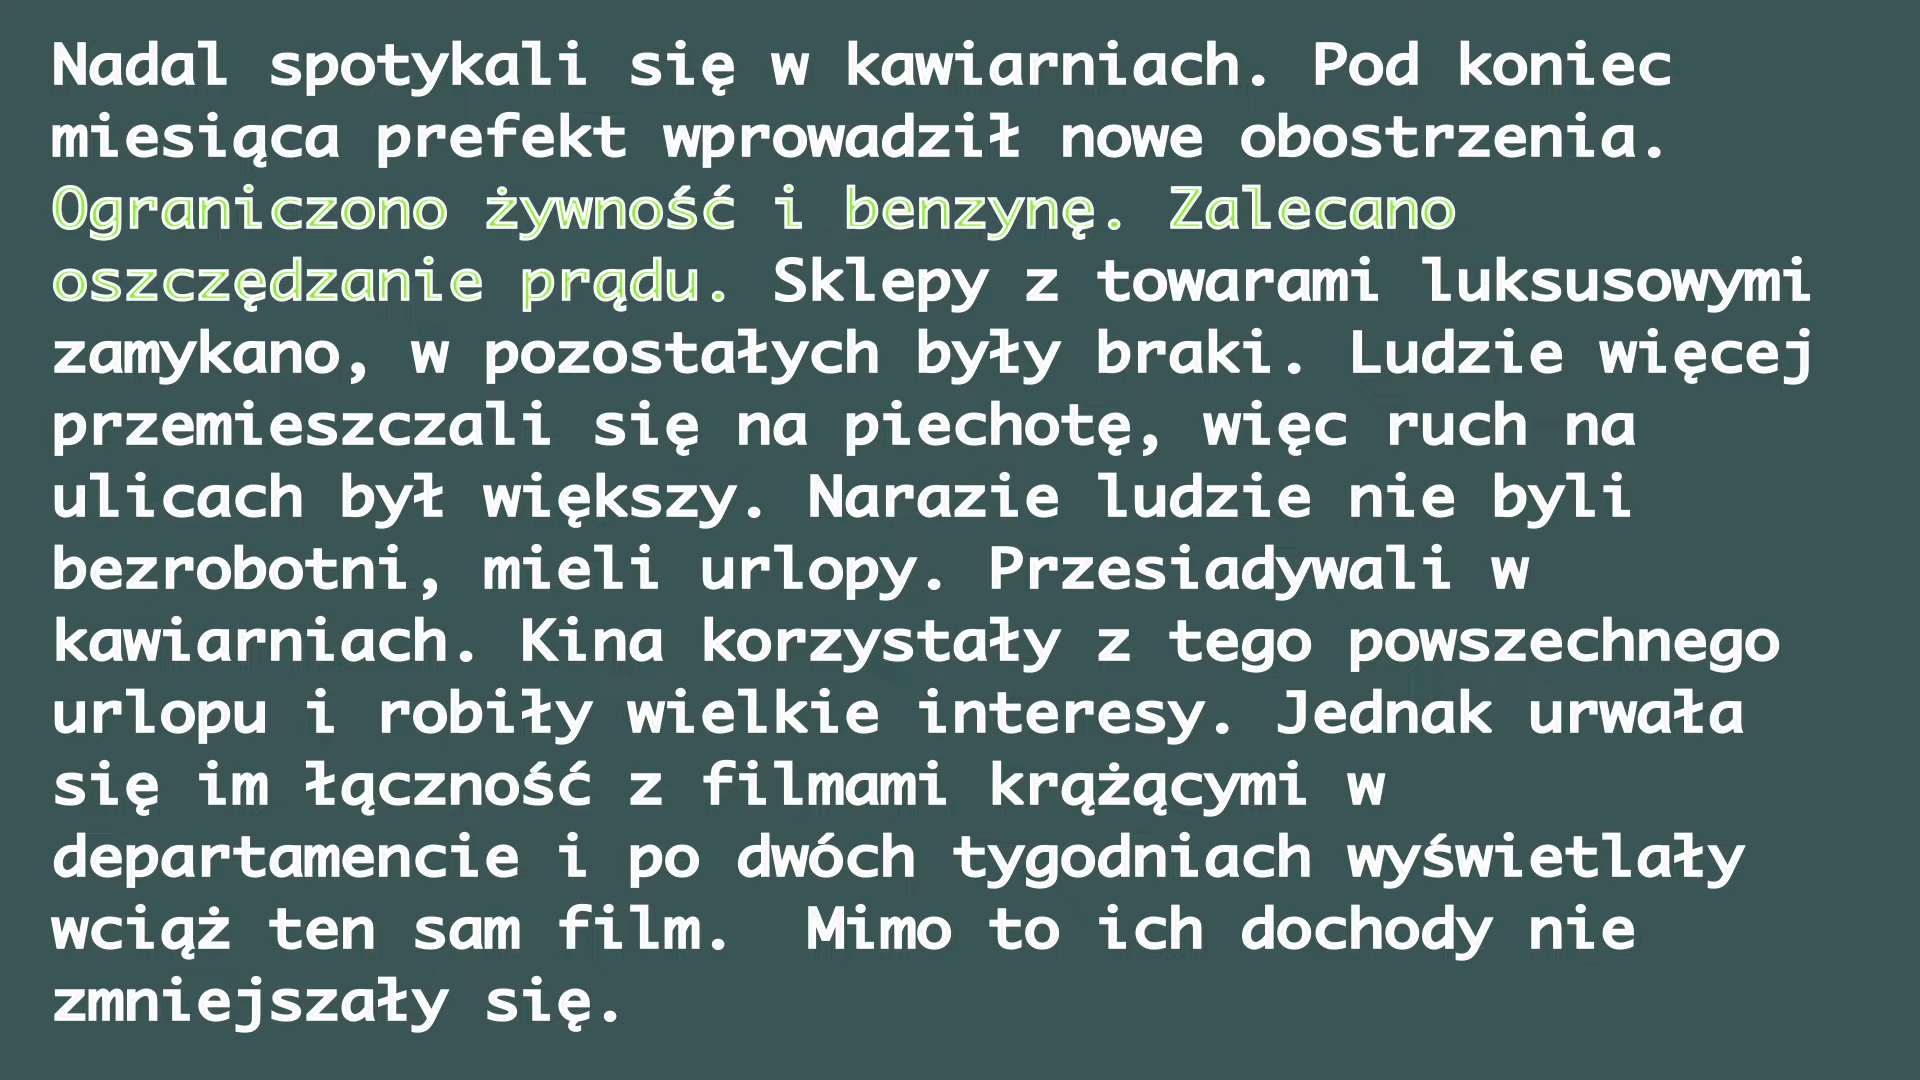 Nadal spotykali się w kawiarniach. Pod koniec
miesiąca prefekt wprowadził nowe obostrzenia.
Ograniczono żywność i benzynę. Zalecano
oszczędzanie prądu. Sklepy z towarami luksusowymi
zamykano, w pozostałych były braki. Ludzie więcej
przemieszczali się na piechotę, więc ruch na
ulicach był większy. Narazie ludzie nie byli
bezrobotni, mieli urlopy. Przesiadywali w
kawiarniach. Kina korzystały z tego powszechnego
urlopu i robiły wielkie interesy. Jednak urwała
się im łączność z filmami krążącymi w
departamencie i po dwóch tygodniach wyświetlały
wciąż ten sam film.  Mimo to ich dochody nie
zmniejszały się.